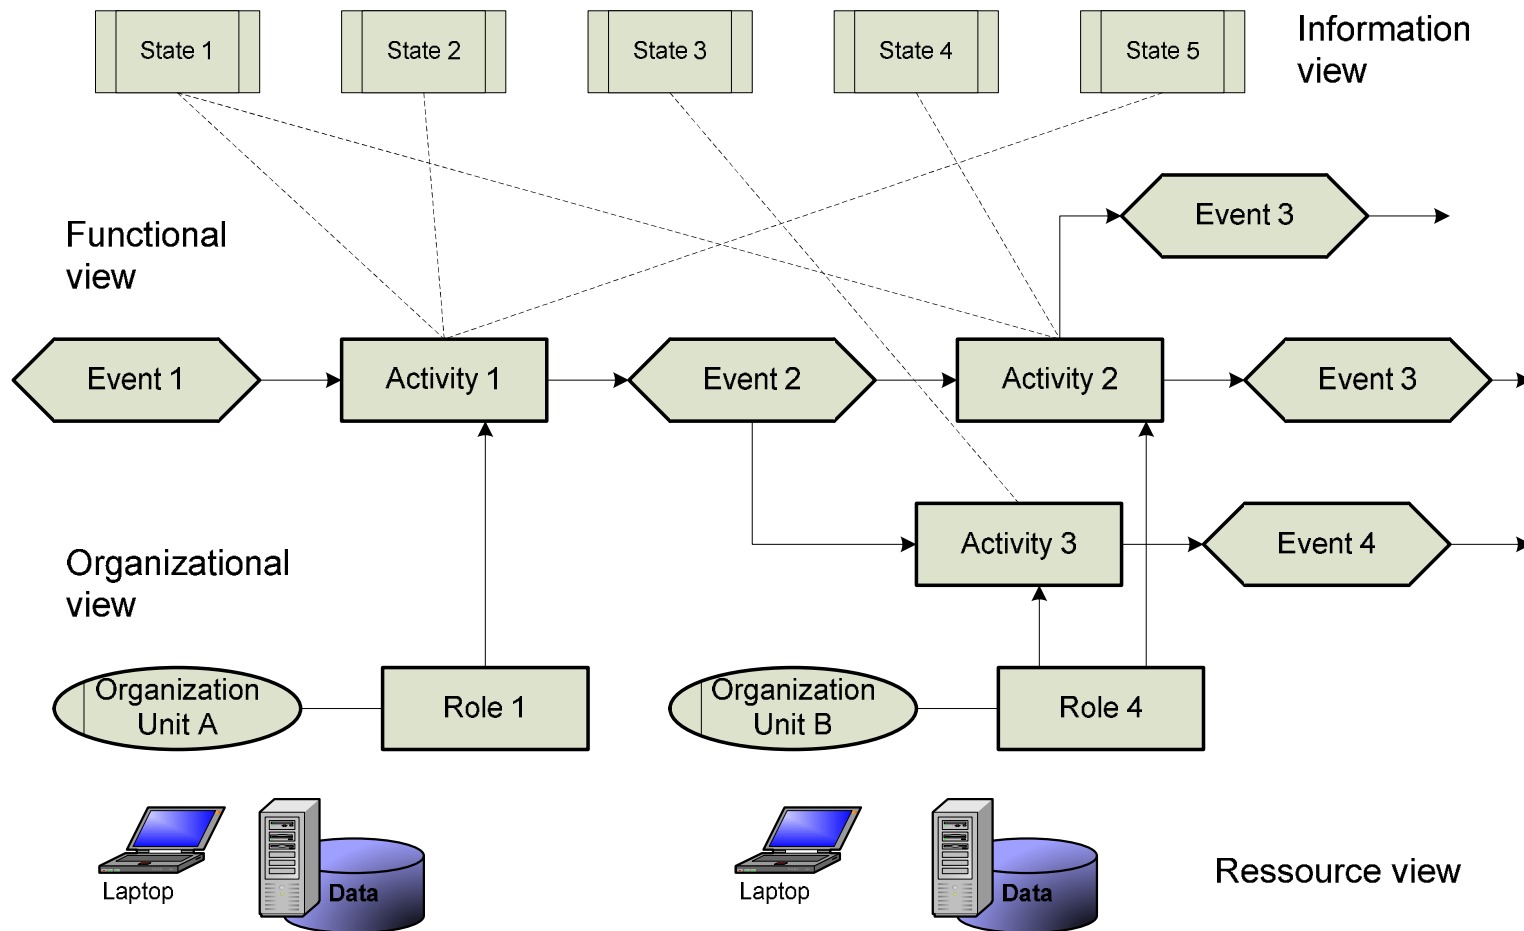 State 1
State 2
State 3
State 4
State 5
Information
view
Event 3
Functional
view
Event 1
Activity 1
Event 2
Activity 2
Event 3
Activity 3
Event 4
Organizational
view
Organization
Unit A
Role 1
Organization
Unit B
Role 4
Laptop
Data
Laptop
Data
Ressource view